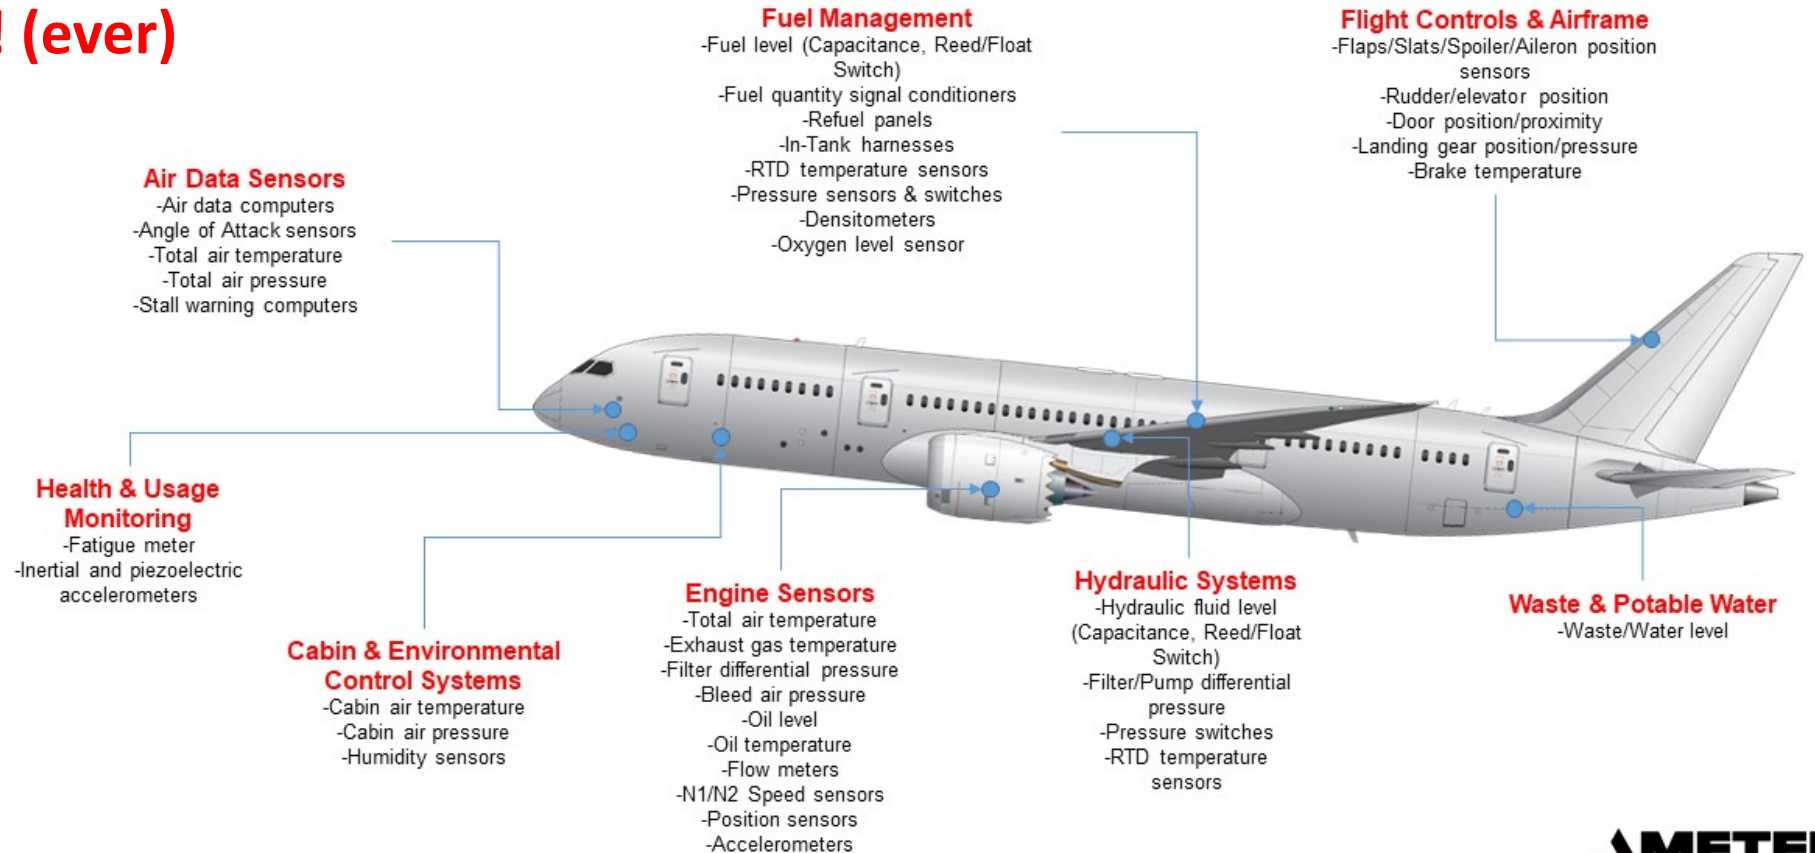 ! (ever)
Fuel Management
-Fuel level (Capacitance, Reed/Float
Switch)
-Fuel quantity signal conditioners
-Refuel panels
-In-Tank harnesses
-RTD temperature sensors
-Pressure sensors & switches
-Densitometers
-Oxygen level sensor
Flight Controls & Airframe
-Flaps/Slats/Spoiler/Aileron position
sensors
-Rudder/elevator position
-Door position/proximity
-Landing gear position/pressure
-Brake temperature
Air Data Sensors
-Air data computers
-Angle of Attack sensors
-Total air temperature
-Total air pressure
-Stall warning computers
Health & Usage
Monitoring
-Fatigue meter
-Inertial and piezoelectric
accelerometers
Cabin & Environmental
Control Systems
-Cabin air temperature
-Cabin air pressure
-Humidity sensors
Engine Sensors
-Total air temperature
-Exhaust gas temperature
-Filter differential pressure
-Bleed air pressure
-Oil level
-Oil temperature
-Flow meters
-N1/N2 Speed sensors
-Position sensors
-Accelerometers
Hydraulic Systems
-Hydraulic fluid level
(Capacitance, Reed/Float
Switch)
-Filter/Pump differential
pressure
-Pressure switches
-RTD temperature
sensors
Waste & Potable Water
-Waste/Water level